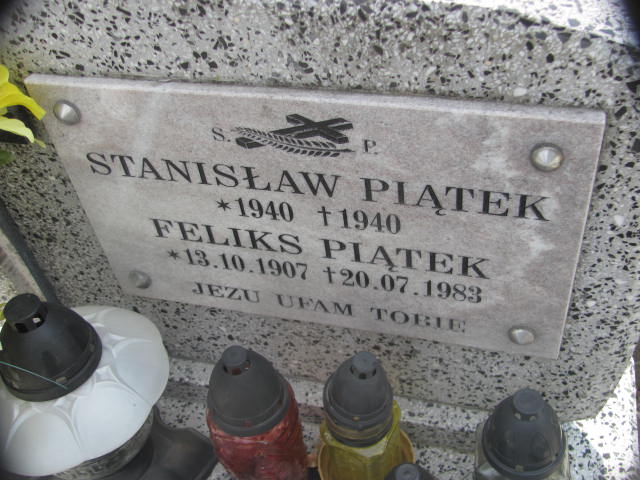 S. P.
STANISŁAW PIĄTEK
*1940 †1940
FELIKS PIĄTEK
*13.10.1907 †20.07.1983
JEZU UFAM TOBIE